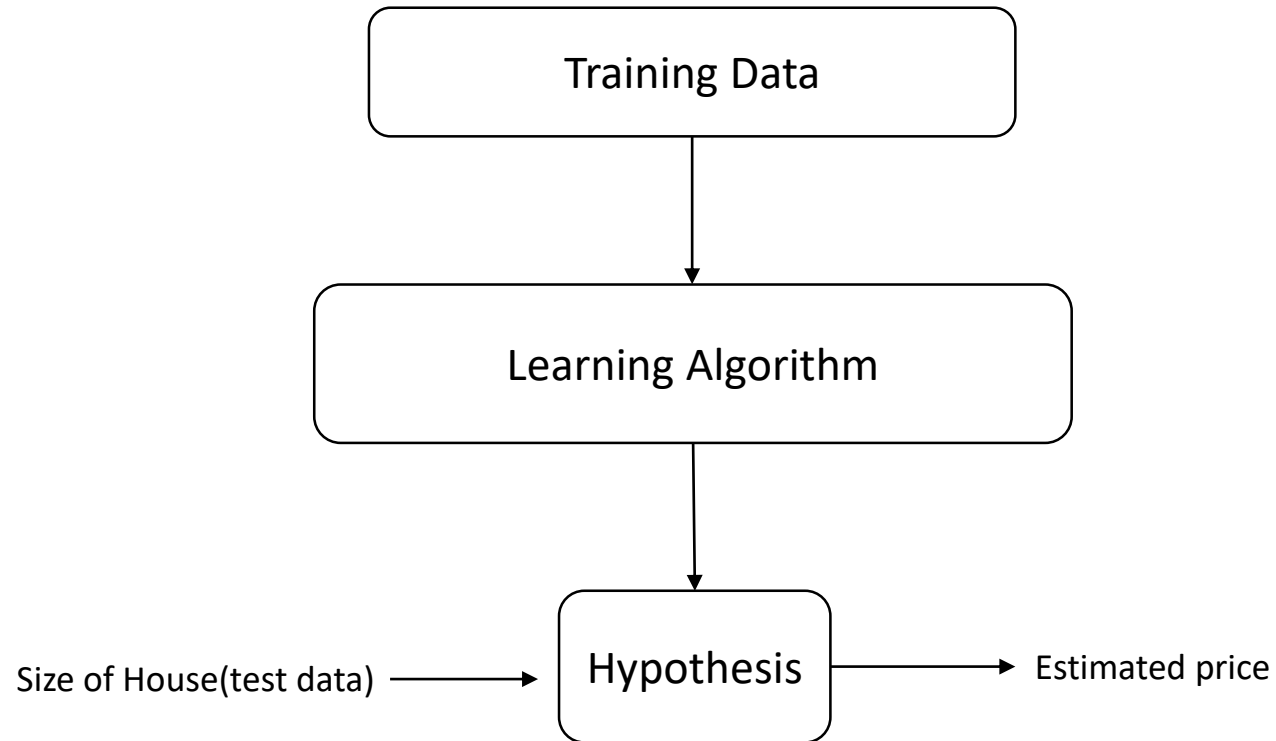 Training Data
Learning Algorithm
Size of House(test data)
Hypothesis
Estimated price